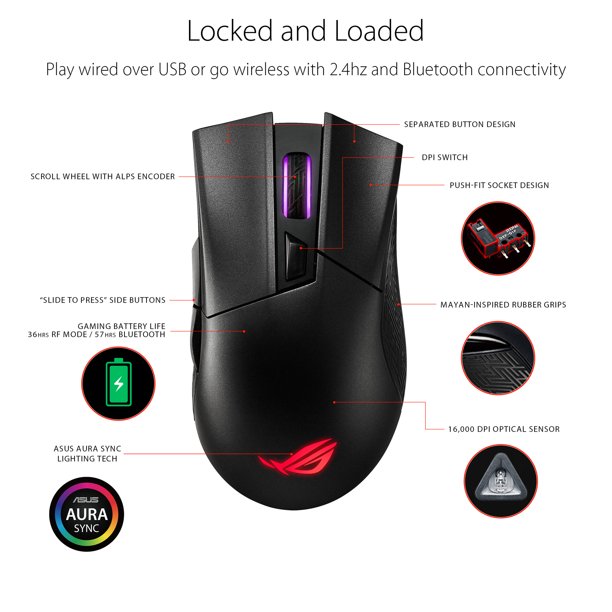 Locked and Loaded
Play wired over USB or go wireless with 2.4hz and Bluetooth connectivity
SEPARATED BUTTON DESIGN
DPI SWITCH
SCROLL WHEEL WITH ALPS ENCODER
PUSH-FIT SOCKET DESIGN
"SLIDE TO PRESS" SIDE BUTTONS
MAYAN-INSPIRED RUBBER GRIPS
GAMING BATTERY LIFE
36HRS RF MODE / 57HRS BLUETOOTH
16,000 DPI OPTICAL SENSOR
ASUS AURA SYNC
LIGHTING TECH
ASUS
AURA
SYNC